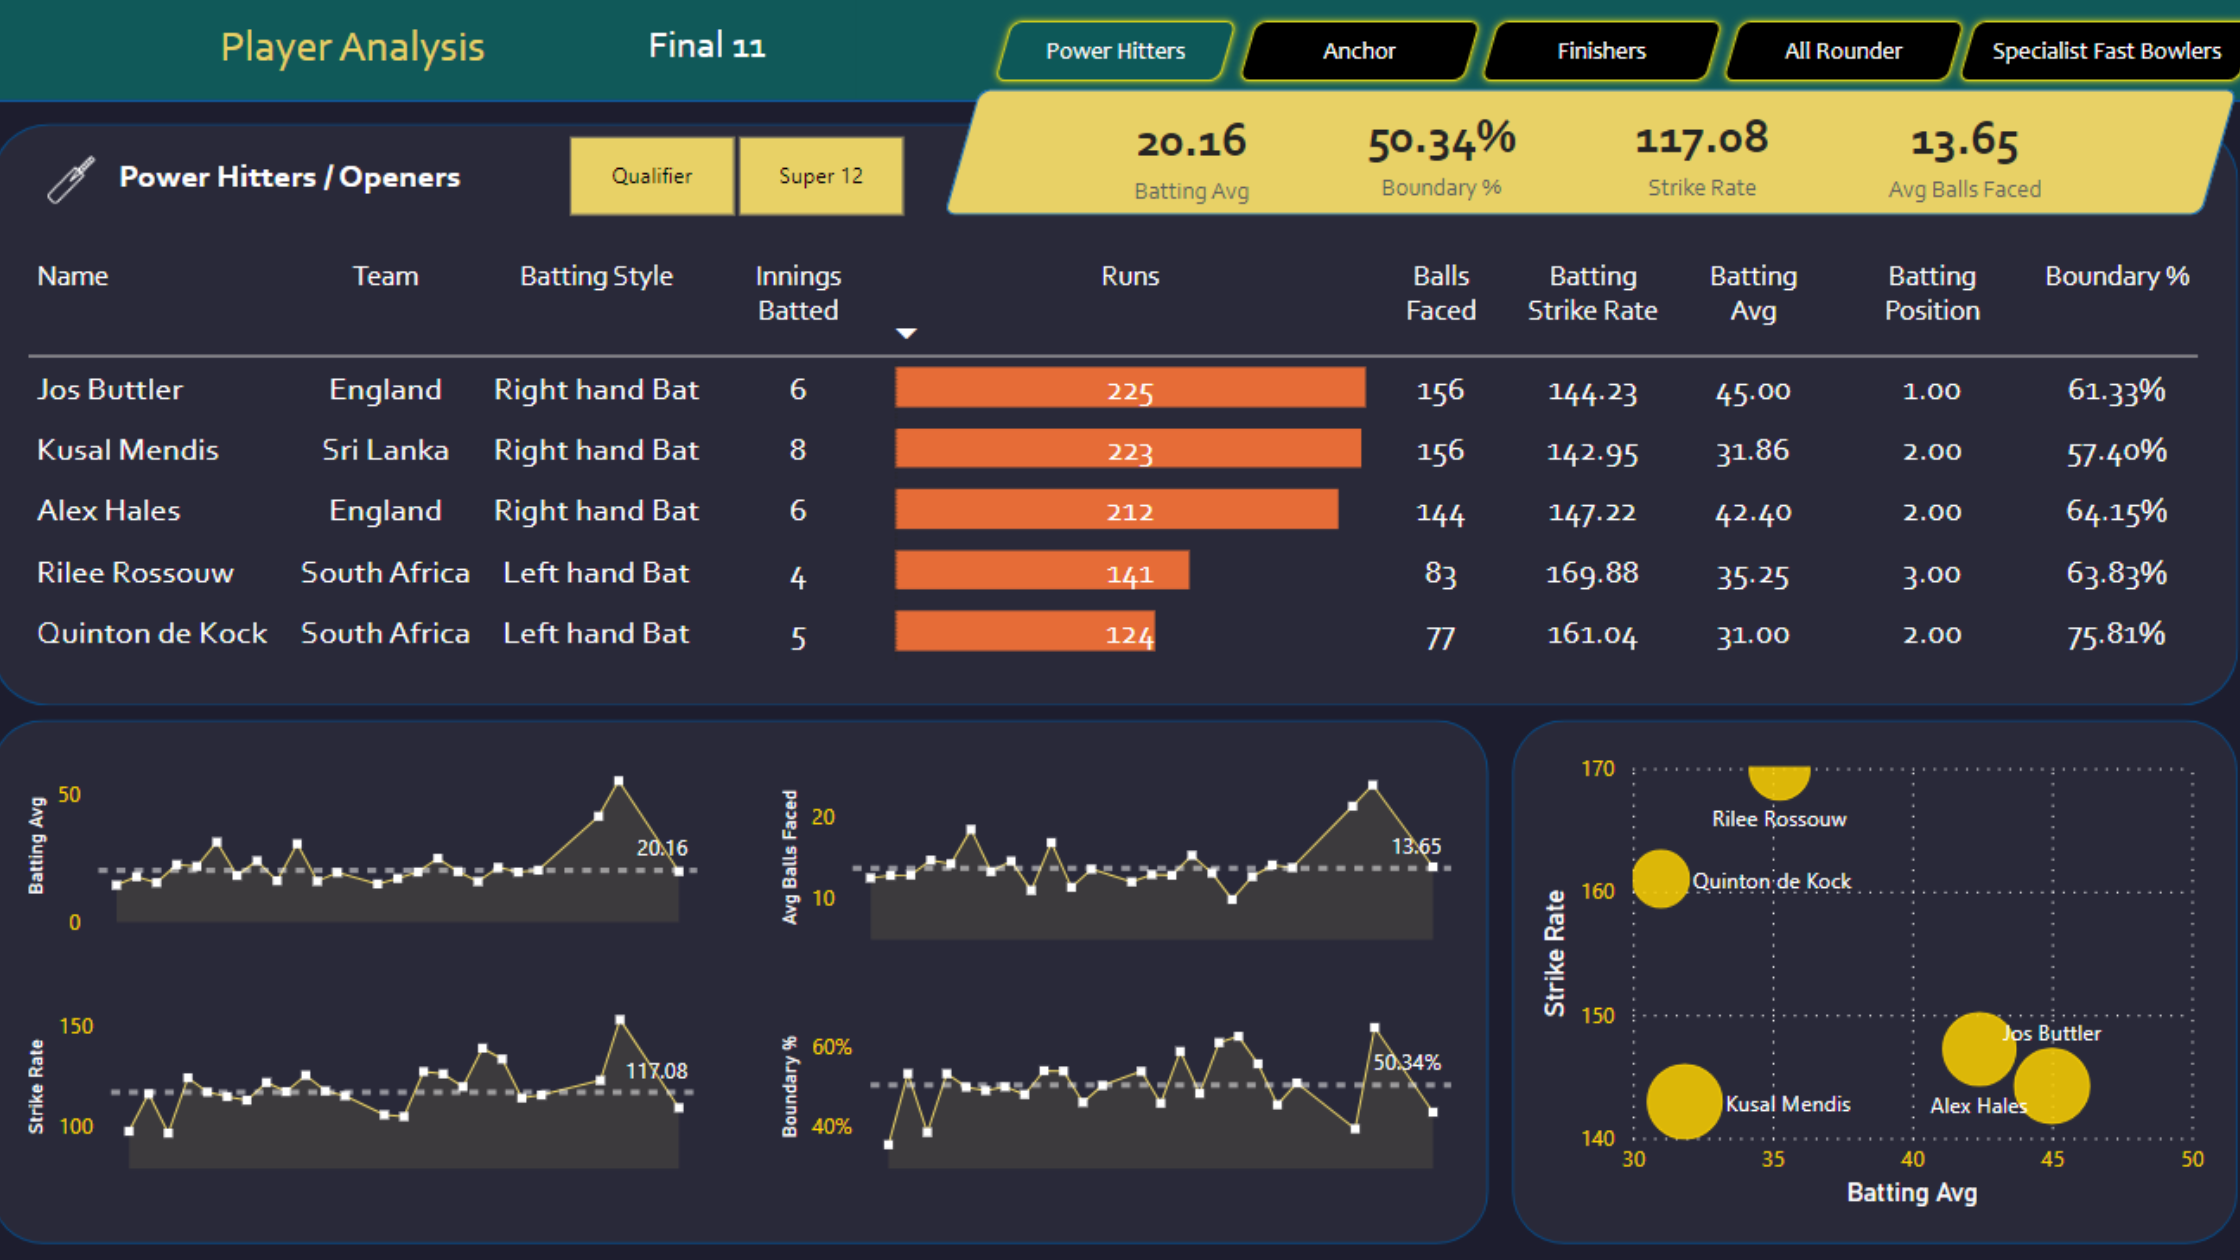 Player Analysis
Final 11
Power Hitters
Anchor
Finishers
All Rounder
Specialist Fast Bowlers
Power Hitters / Openers
Qualifier
Super 12
20.16
50.34%
117.08
13.65
Batting Avg
Boundary %
Strike Rate
Avg Balls Faced
Name Team Batting Style Innings Batted Runs Balls Faced Batting Strike Rate Batting Avg Batting Position Boundary %
Jos Buttler England Right hand Bat 6 225 156 144.23 45.00 1.00 61.33%
Kusal Mendis Sri Lanka Right hand Bat 8 223 156 142.95 31.86 2.00 57.40%
Alex Hales England Right hand Bat 6 212 144 147.22 42.40 2.00 64.15%
Rilee Rossouw South Africa Left hand Bat 4 141 83 169.88 35.25 3.00 63.83%
Quinton de Kock South Africa Left hand Bat 5 124 77 161.04 31.00 2.00 75.81%
Batting Avg
50
0
20.16
Avg Balls Faced
20
10
13.65
Strike Rate
150
100
117.08
Boundary %
60%
40%
50.34%
Strike Rate
170
160
150
140
Rilee Rossouw
Quinton de Kock
Jos Buttler
Kusal Mendis
Alex Hales
30 35 40 45 50
Batting Avg